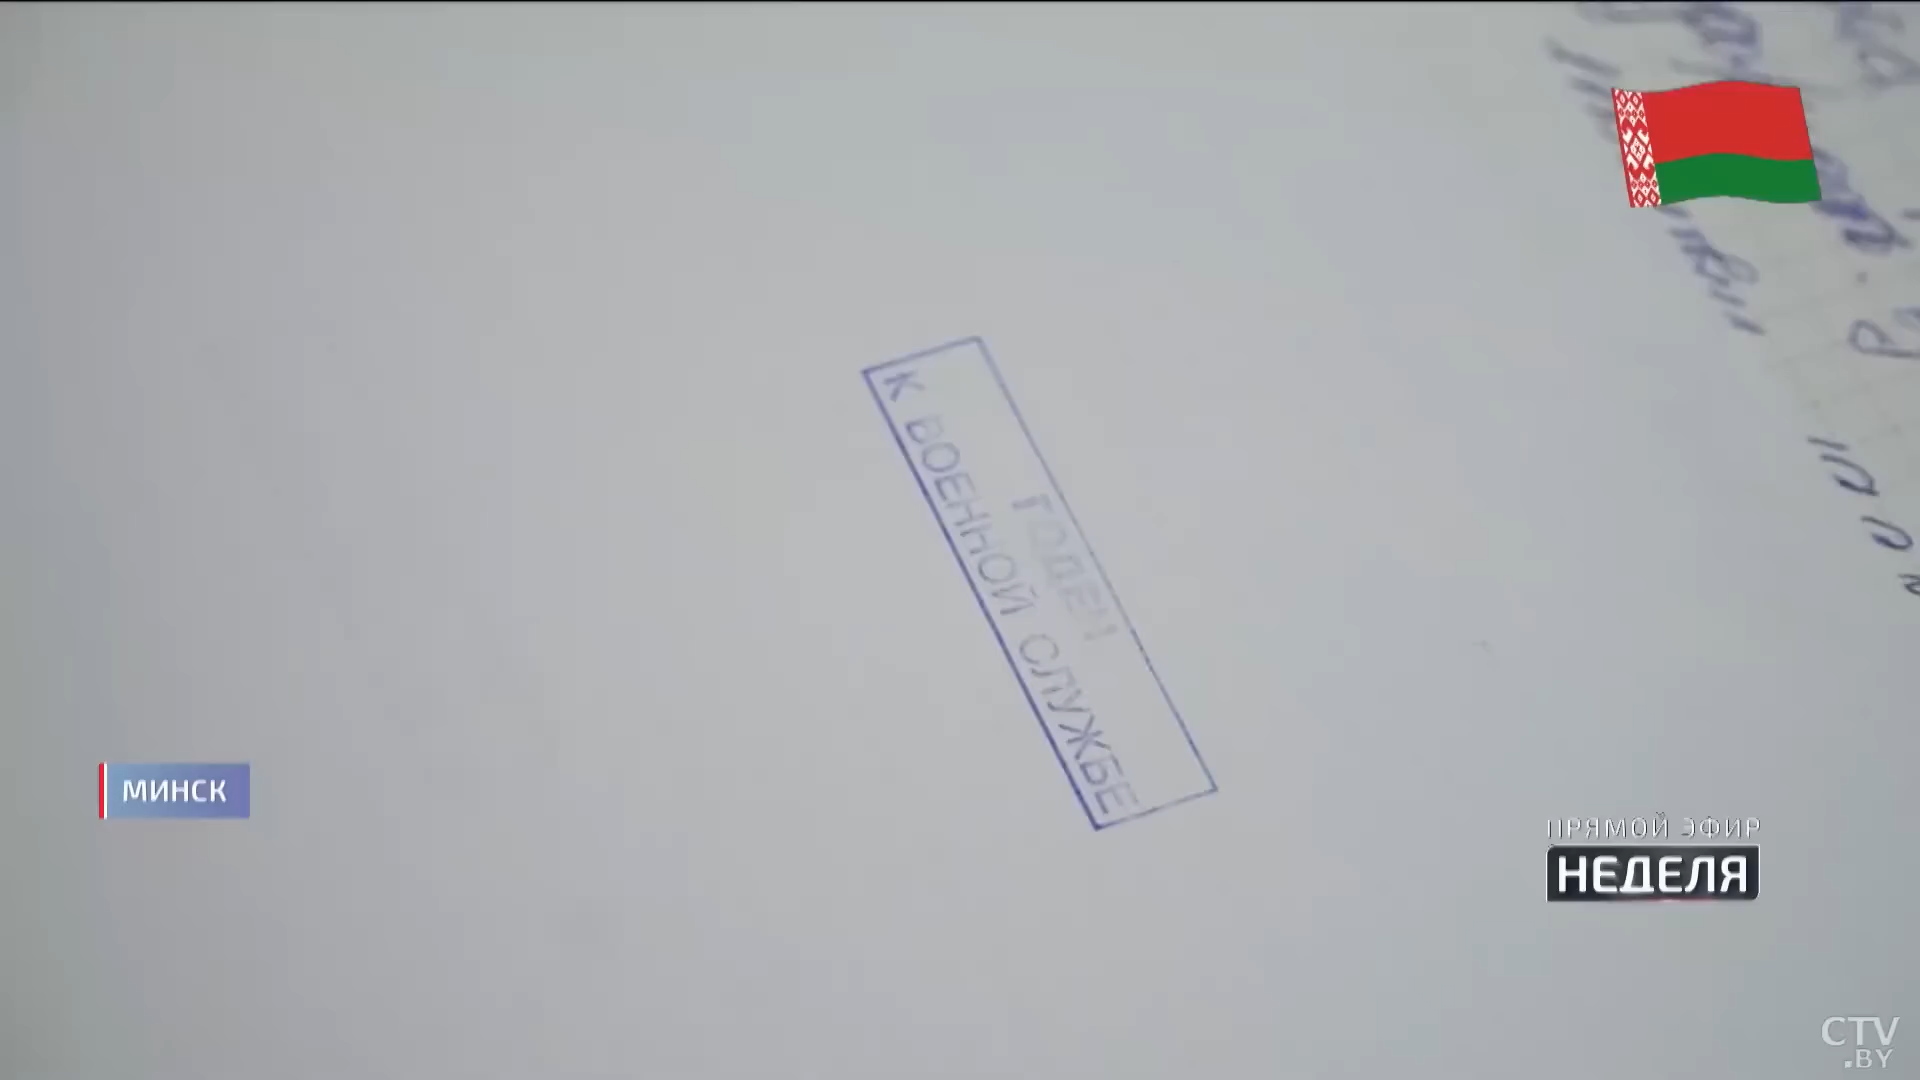 ГОДЕН
К ВОЕННОЙ СЛУЖБЕ
МИНСК
ПРЯМОЙ ЭФИР
НЕДЕЛЯ
CTV
.BY